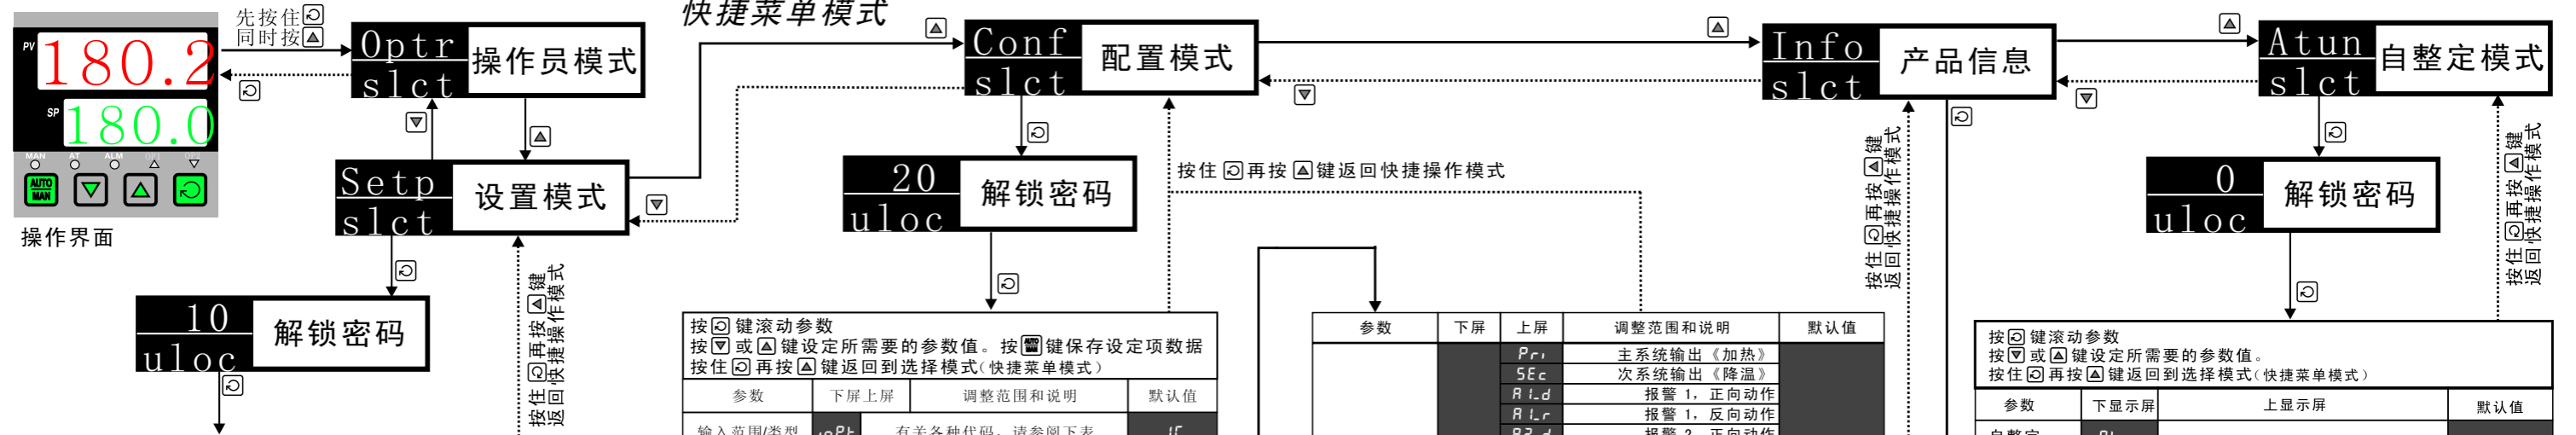 快捷菜单模式
先按住
同时按
PV
180.2
SP
180.0
MAN AT ALM OP1 OP2
AUTO
MAN
操作界面
Optr
slct
操作员模式
Setp
slct
设置模式
10
uloc
解锁密码
按住 再按 键
返回快捷操作模式
Conf
slct
配置模式
20
uloc
解锁密码
按住 再按 键返回快捷操作模式
按 键滚动参数
按 或 键设定所需要的参数值。按 键保存设定项数据
按住 再按 键返回到选择模式(快捷菜单模式)
参数 下屏 上屏 调整范围和说明 默认值
输入范围/类型 inPt 有关各种代码，请参阅下表 1C
Info
slct
产品信息
按住 再按 键
返回快捷操作模式
参数 下屏 上屏 调整范围和说明 默认值
Pri 主系统输出《加热》
SEc 次系统输出《降温》
A1_d 报警 1，正向动作
A1_r 报警 1，反向动作
A2_d 报警 2，正向动作
Atun
slct
自整定模式
0
uloc
解锁密码
按住 再按 键
返回快捷操作模式
按 键滚动参数
按 或 键设定所需要的参数值。
按住 再按 键返回到选择模式(快捷菜单模式)
参数 下显示屏 上显示屏 默认值
自整定